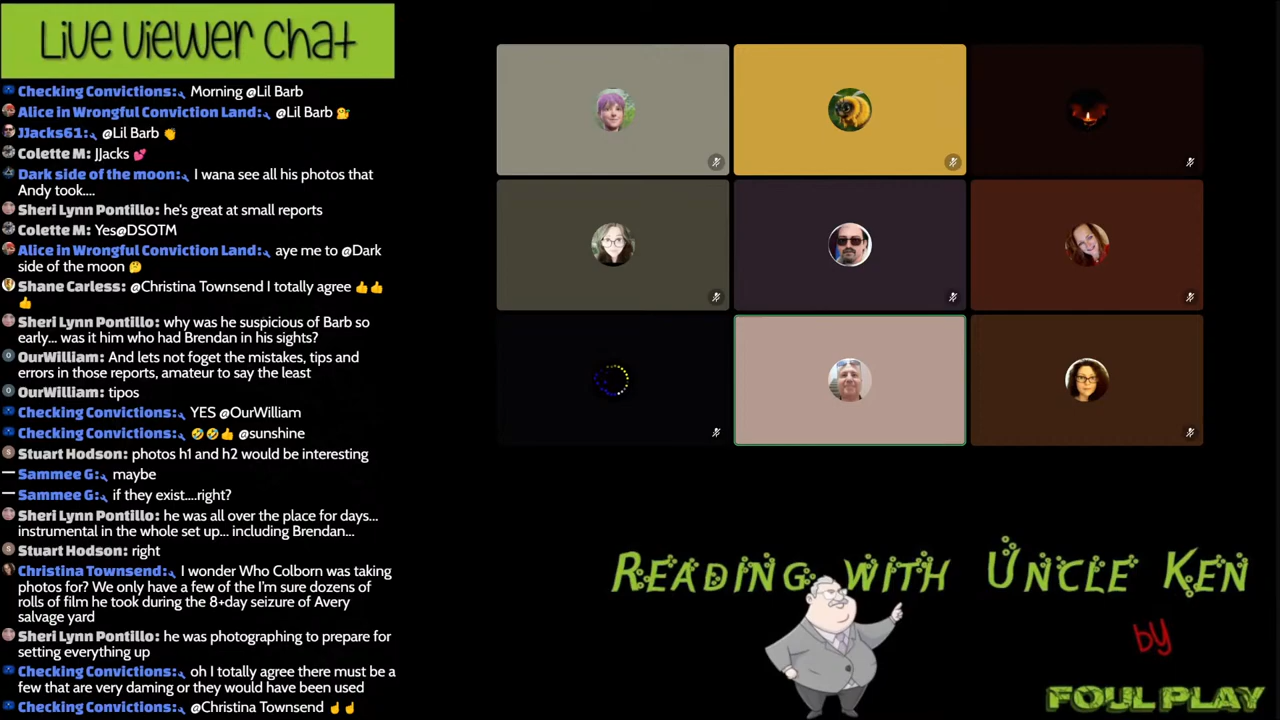 Live Viewer Chat
Checking Convictions: Morning @Lil Barb
Alice in Wrongful Conviction Land: @Lil Barb
JJacks61: @Lil Barb
Colette M: JJacks
Dark side of the moon: I wana see all his photos that
Andy took....
Sheri Lynn Pontillo: he's great at small reports
Colette M: Yes@DSOTM
Alice in Wrongful Conviction Land: aye me to @Dark
side of the moon
Shane Carless: @Christina Townsend I totally agree
Sheri Lynn Pontillo: why was he suspicious of Barb so
early... was it him who had Brendan in his sights?
OurWilliam: And lets not foget the mistakes, tips and
errors in those reports, amateur to say the least
OurWilliam: tipos
Checking Convictions: YES @OurWilliam
Checking Convictions: @sunshine
Stuart Hodson: photos h1 and h2 would be interesting
Sammee G: maybe
Sammee G: if they exist....right?
Sheri Lynn Pontillo: he was all over the place for days...
instrumental in the whole set up... including Brendan...
Stuart Hodson: right
Christina Townsend: I wonder Who Colborn was taking
photos for? We only have a few of the I'm sure dozens of
rolls of film he took during the 8+day seizure of Avery
salvage yard
Sheri Lynn Pontillo: he was photographing to prepare for
setting everything up
Checking Convictions: oh I totally agree there must be a
few that are very daming or they would have been used
Checking Convictions: @Christina Townsend
Reading with Uncle Ken
by
FOUL PLAY